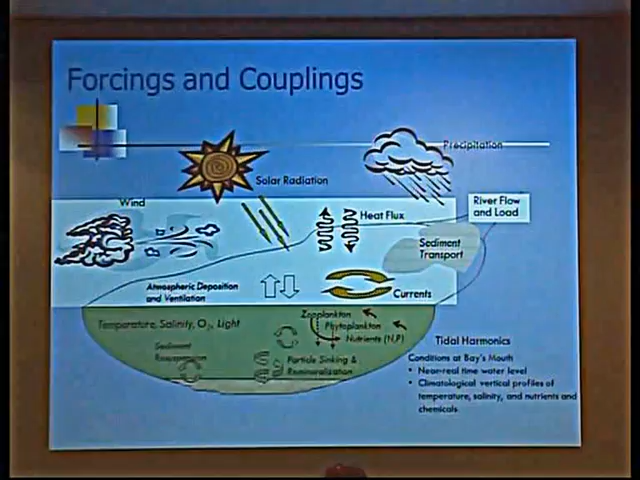 Forcings and Couplings
Precipitation
Solar Radiation
Wind
Heat Flux
River Flow
and Load
Sediment
Transport
Atmospheric Deposition
and Ventilation
Currents
Temperature, Salinity, O₂, Light
Zooplankton
Phytoplankton
Nutrients (N,P)
Sediment
Resuspension
Particle Sinking &
Remineralization
Tidal Harmonics
Conditions at Bay's Mouth
• Near-real time water level
• Climatological vertical profiles of
temperature, salinity, and nutrients and
chemicals